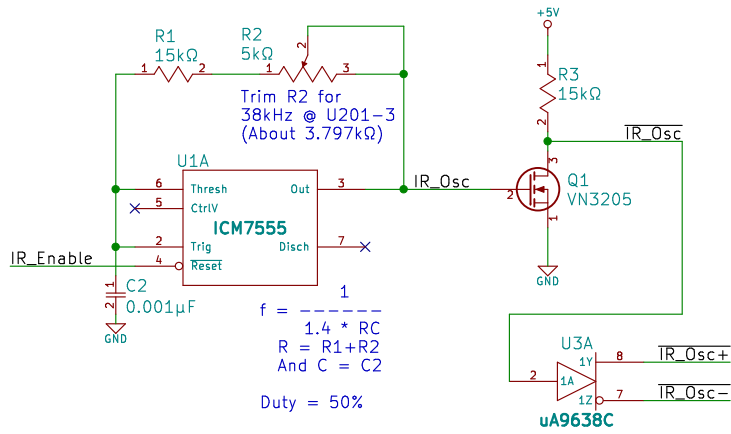 +5V
R1
15kΩ
R2
5kΩ
1
2
1
2
3
Trim R2 for
38kHz @ U201-3
(About 3.797kΩ)
1
R3
15kΩ
2
IR_Osc
U1A
6
Thresh
Out
3
IR_Osc
5
CtrlV
ICM7555
2
Trig
Disch
7
IR_Enable
4
Reset
3
2
Q1
VN3205
1
GND
1
C2
0.001µF
2
GND
1
f = -------
1.4 * RC
R = R1+R2
And C = C2
Duty = 50%
U3A
2
1A
1Y
8
IR_Osc+
1Z
7
IR_Osc-
uA9638C